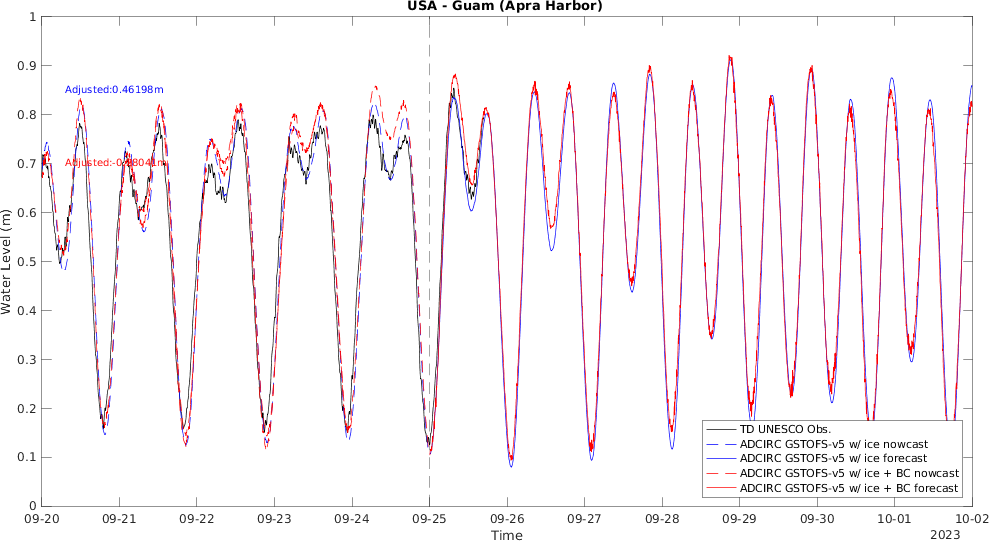 USA - Guam (Apra Harbor)
1
0.9
0.8
0.7
0.6
0.5
0.4
0.3
0.2
0.1
0
Water Level (m)
Adjusted:0.46198m
TD UNESCO Obs.
ADCIRC GSTOFS-v5 w/ ice nowcast
ADCIRC GSTOFS-v5 w/ ice forecast
ADCIRC GSTOFS-v5 w/ ice + BC nowcast
ADCIRC GSTOFS-v5 w/ ice + BC forecast
09-20 09-21 09-22 09-23 09-24 09-25 09-26 09-27 09-28 09-29 09-30 10-01 10-02
Time
2023